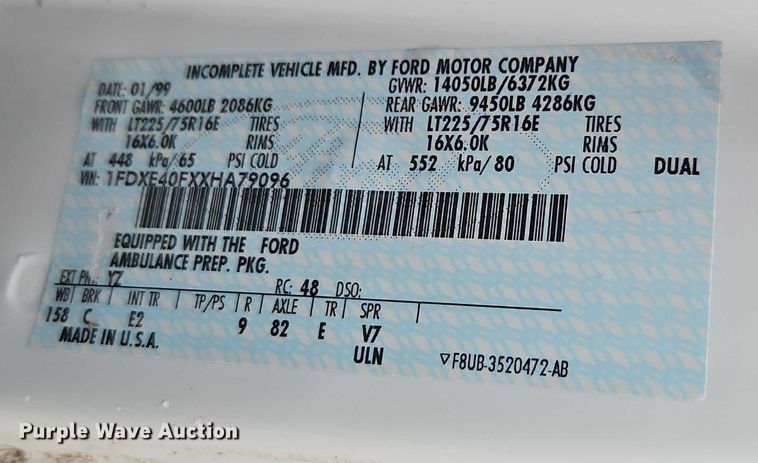 INCOMPLETE VEHICLE MFD. BY FORD MOTOR COMPANY
DATE: 01/99 GVWR: 14050LB/6372KG
FRONT GAWR: 4600LB 2086KG REAR GAWR: 9450LB 4286KG
WITH LT225/75R16E TIRES WITH LT225/75R16E TIRES
16X6.0K RIMS 16X6.0K RIMS
AT 448 kPa/65 PSI COLD AT 552 kPa/80 PSI COLD DUAL
VIN: 1FDXE40FXXHA79096
EQUIPPED WITH THE FORD
AMBULANCE PREP. PKG.
EXT PNT: YZ RC: 48 DSO:
WB BRK INT TR TP/PS R AXLE TR SPR
158 C E2 9 82 E V7
MADE IN U.S.A. ULN ▽F8UB-3520472-AB
Purple Wave Auction